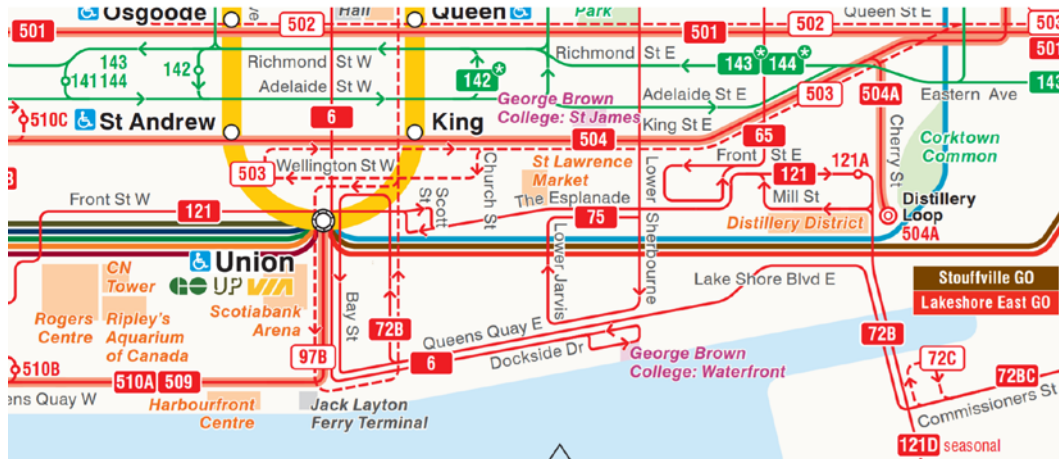 Osgoode
Ave
Hall
Queen
Park
Queen St E
501
502
501
502
503
501
143
141 144
142
Richmond St W
Adelaide St W
142
Richmond St E
143
144
143
510C
St Andrew
6
King
George Brown
College: St James
Adelaide St E
King St E
504
503
504A
Eastern Ave
Cherry St
Corktown
Common
65
503
Wellington St W
Church St
St Lawrence
Market
Front St E
121
121A
Front St W
121
Scott St
The Esplanade
75
Lower Jarvis
Lower Sherbourne
Mill St
Distillery District
Distillery
Loop
504A
Union
GO UP VIA
CN
Tower
Rogers
Centre
Ripley's
Aquarium
of Canada
Scotiabank
Arena
Bay St
72B
97B
6
Queens Quay E
Dockside Dr
Lake Shore Blvd E
George Brown
College: Waterfront
Stouffville GO
Lakeshore East GO
72B
72C
72BC
Commissioners St
121D seasonal
510B
510A
509
ens Quay W
Harbourfront
Centre
Jack Layton
Ferry Terminal